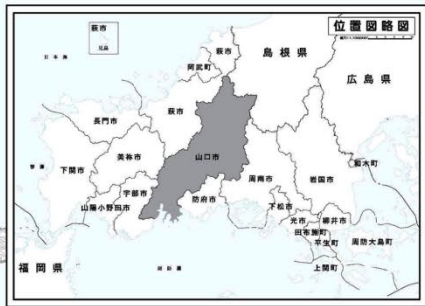 位置図略図
萩市
見島
日本海
島根県
広島県
萩市
阿武町
萩市
長門市
山口市
和木町
美祢市
下関市
周南市
岩国市
宇部市
防府市
山陽小野田市
下松市
光市
柳井市
田布施町
周防大島町
平生町
上関町
福岡県